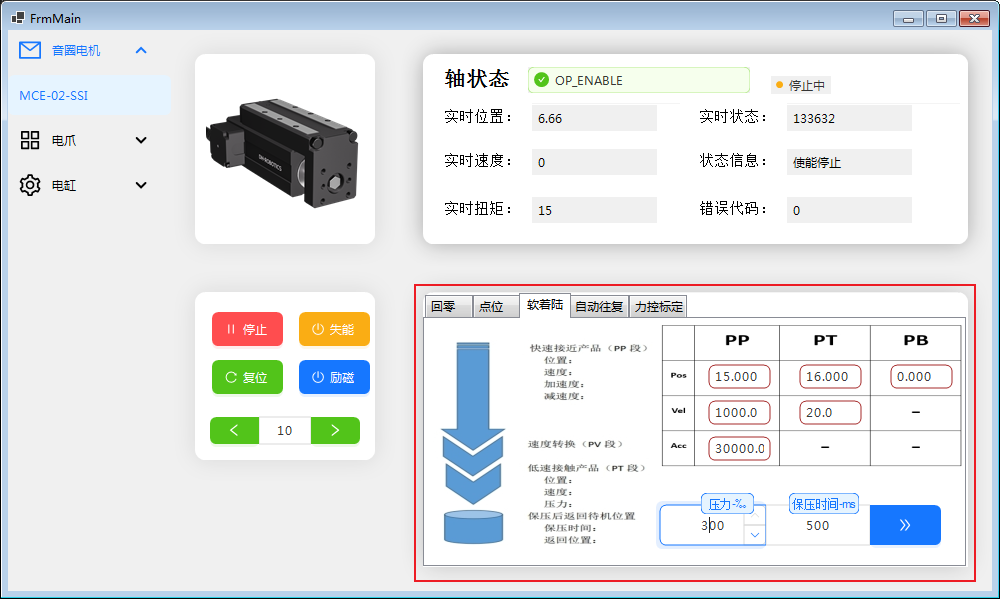 FrmMain
音圈电机
MCE-02-SSI
电爪
电缸
SM-ROBOTICS
轴状态
OP_ENABLE
停止中
实时位置：
6.66
实时状态：
133632
实时速度：
0
状态信息：
使能停止
实时扭矩：
15
错误代码：
0
停止
失能
复位
励磁
10
回零
点位
软着陆
自动往复
力控标定
快速接近产品（PP 段）
位置：
速度：
加速度：
减速度：
速度转换（PV 段）
低速接触产品（PT 段）
位置：
速度：
压力：
保压后返回待机位置
保压时间：
返回位置：
PP PT PB
Pos 15.000 16.000 0.000
Vel 1000.0 20.0 –
Acc 30000.0 – –
压力-‰
300
保压时间-ms
500